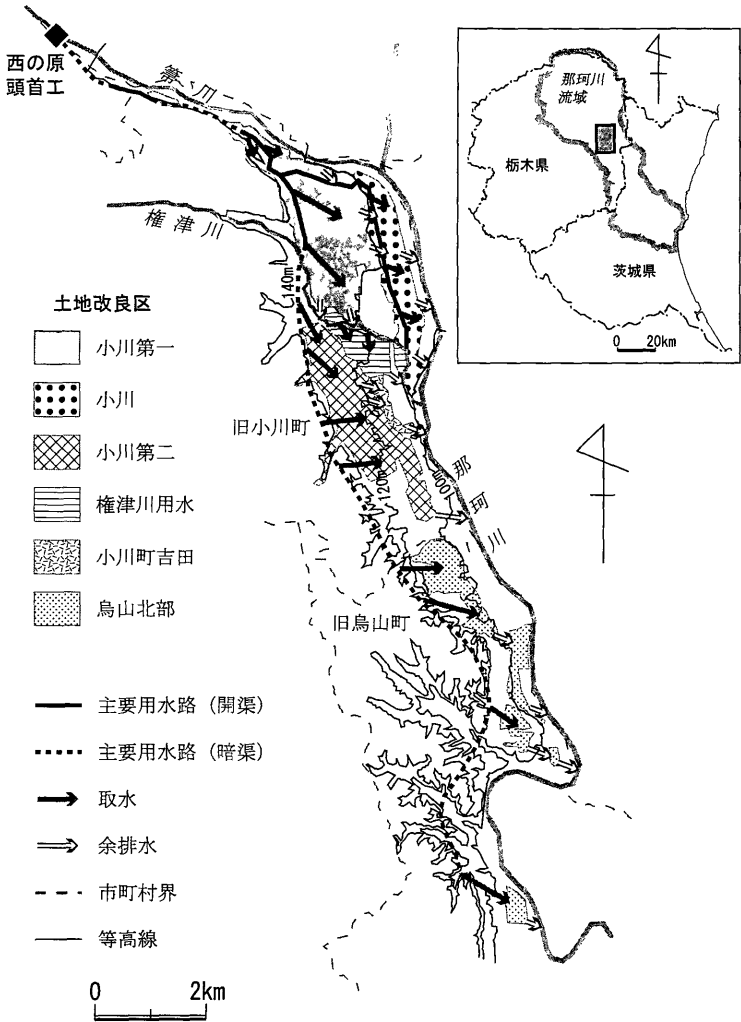 西の原
頭首工
箒川
権津川
140m
那珂川
流域
栃木県
茨城県
0 20km
土地改良区
小川第一
小川
小川第二
権津川用水
小川町吉田
烏山北部
旧小川町
120m
100m
那珂川
旧烏山町
主要用水路（開渠）
主要用水路（暗渠）
取水
余排水
市町村界
等高線
0 2km